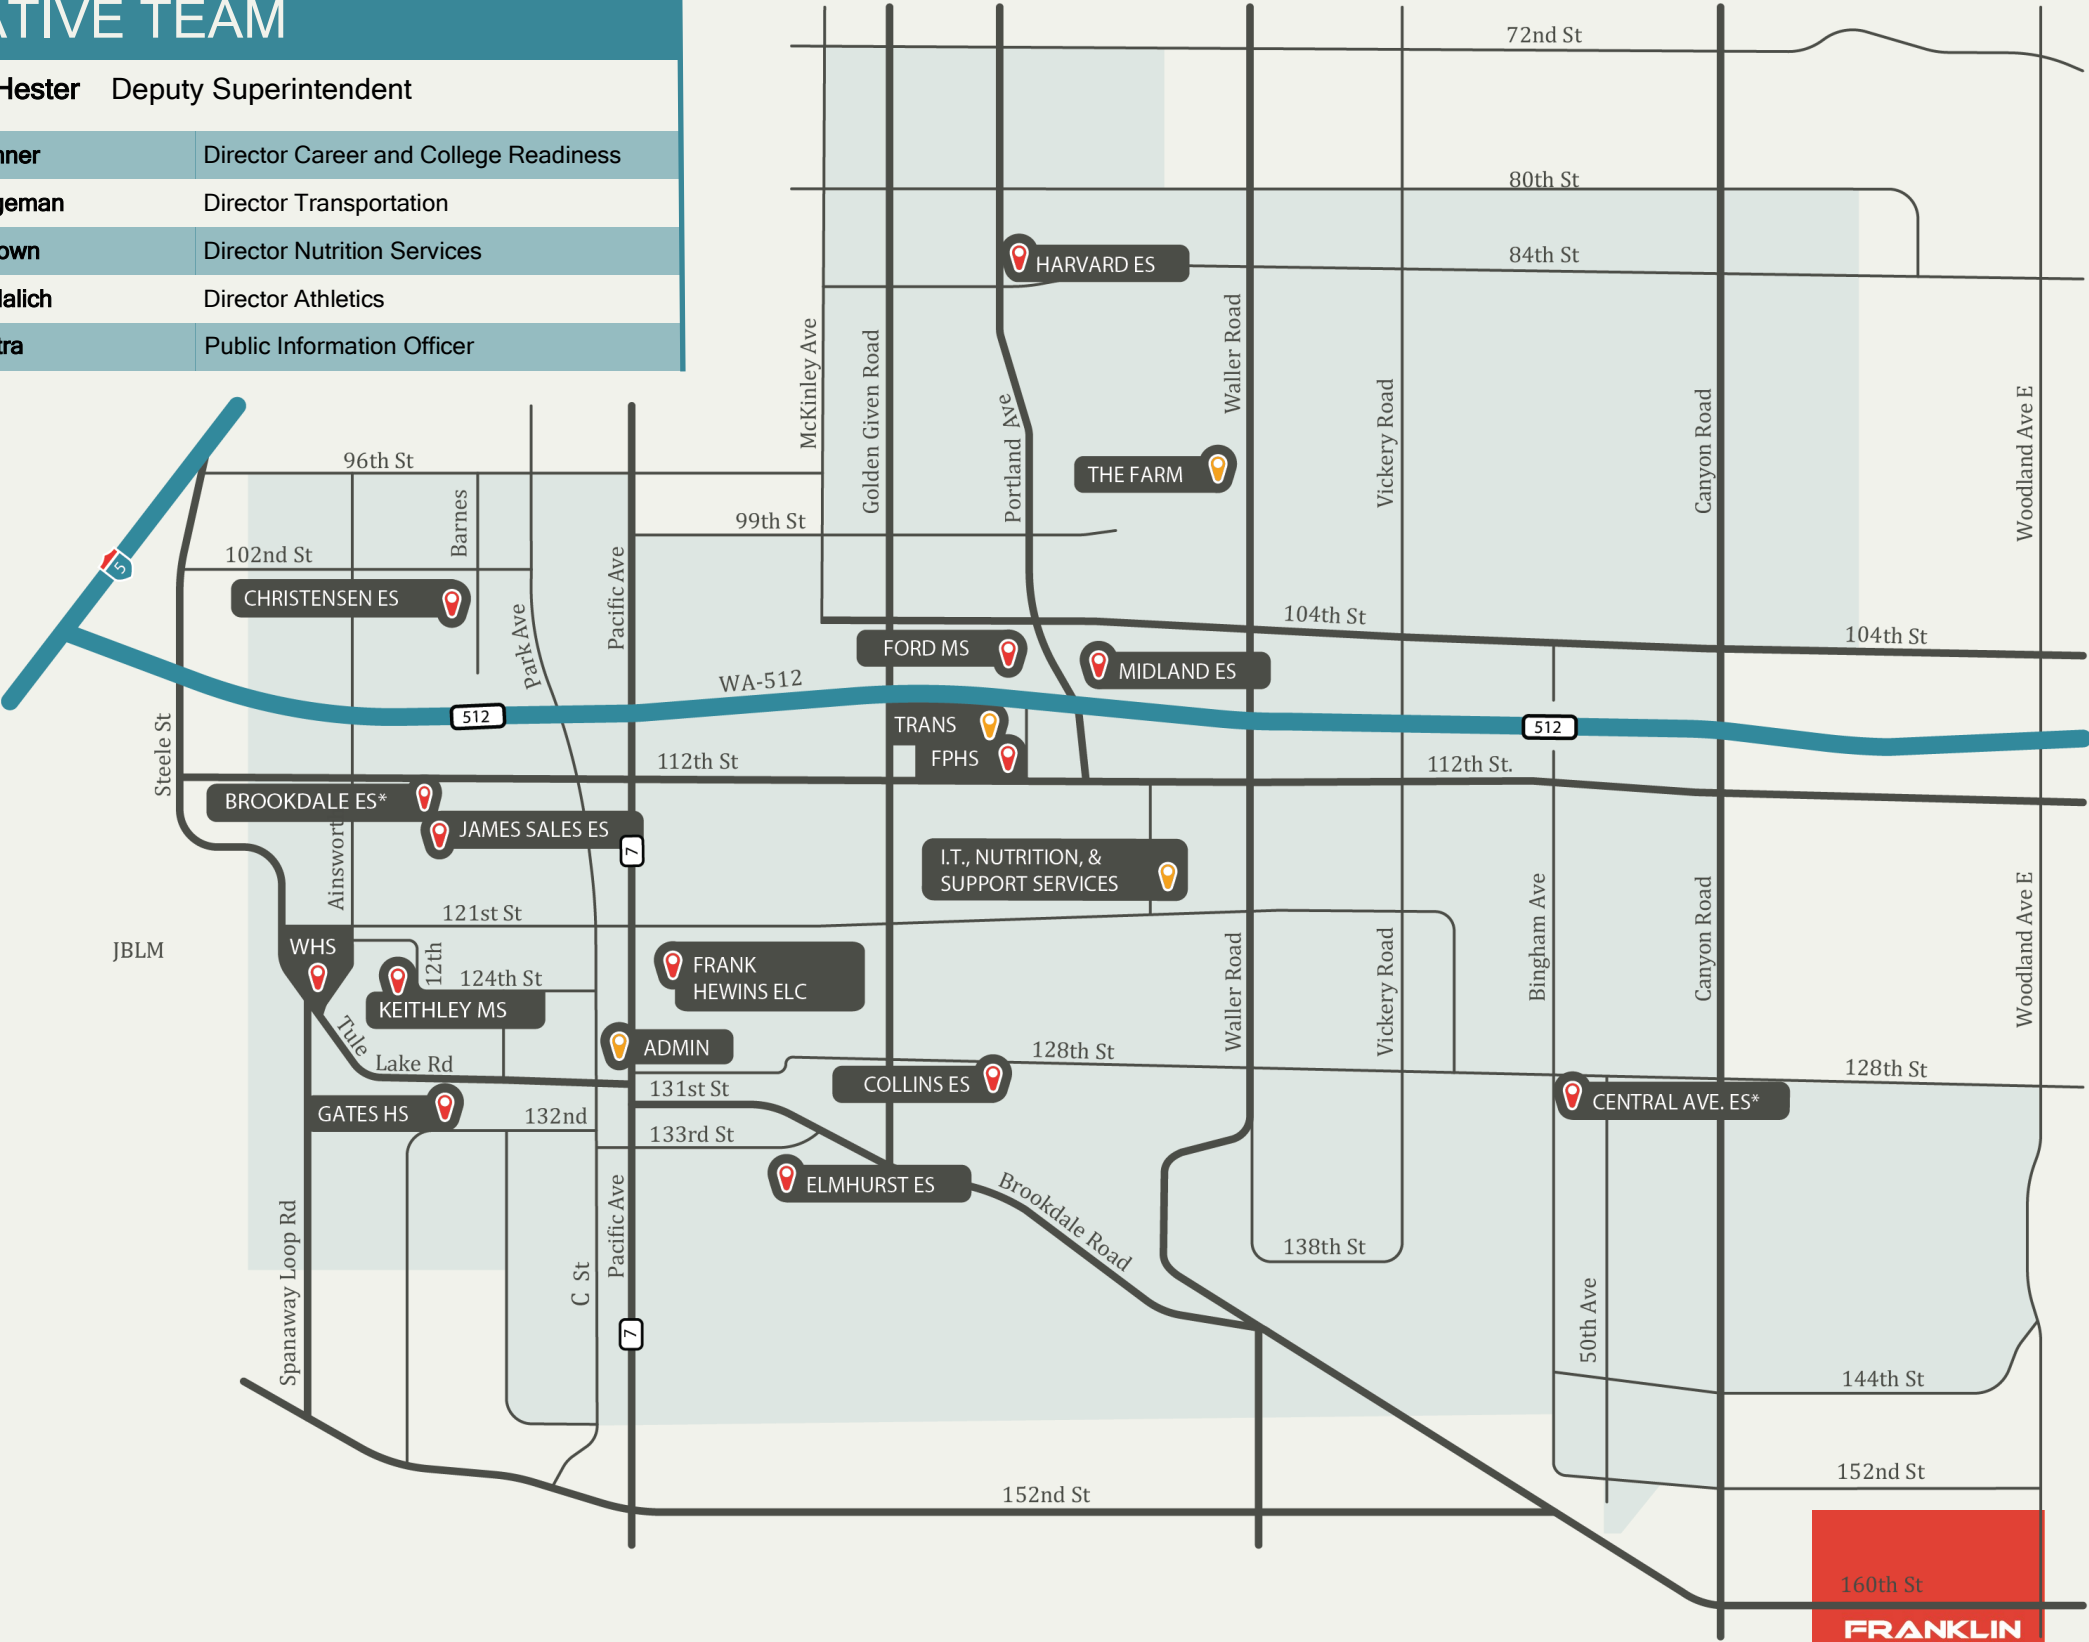 ATIVE TEAM
Hester Deputy Superintendent
nner Director Career and College Readiness
geman Director Transportation
own Director Nutrition Services
Malich Director Athletics
tra Public Information Officer
72nd St
80th St
84th St
HARVARD ES
McKinley Ave
Golden Given Road
Portland Ave
Waller Road
Vickery Road
Canyon Road
Woodland Ave E
THE FARM
96th St
Barnes
99th St
102nd St
5
CHRISTENSEN ES
Park Ave
Pacific Ave
104th St
104th St
FORD MS
MIDLAND ES
WA-512
512
512
TRANS
FPHS
Steele St
112th St
112th St.
BROOKDALE ES*
JAMES SALES ES
7
Ainswort
I.T., NUTRITION, &
SUPPORT SERVICES
121st St
JBLM
WHS
12th
124th St
KEITHLEY MS
FRANK
HEWINS ELC
Waller Road
Vickery Road
Bingham Ave
Canyon Road
Woodland Ave E
Tule
Lake Rd
ADMIN
128th St
128th St
131st St
COLLINS ES
CENTRAL AVE. ES*
GATES HS
132nd
133rd St
ELMHURST ES
Brookdale Road
Spanaway Loop Rd
C St
Pacific Ave
7
138th St
50th Ave
144th St
152nd St
152nd St
160th St
FRANKLIN